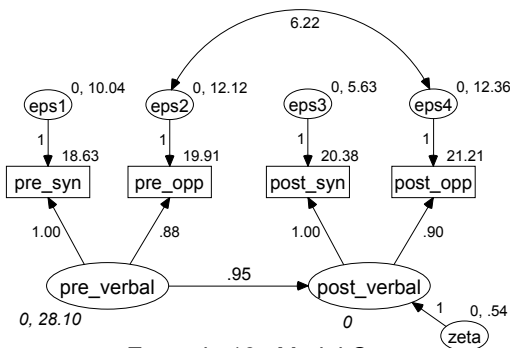 6.22
0, 10.04
0, 12.12
0, 5.63
0, 12.36
eps1
eps2
eps3
eps4
1
1
1
1
18.63
19.91
20.38
21.21
pre_syn
pre_opp
post_syn
post_opp
1.00
.88
1.00
.90
pre_verbal
.95
post_verbal
0, 28.10
0
1
0, .54
zeta